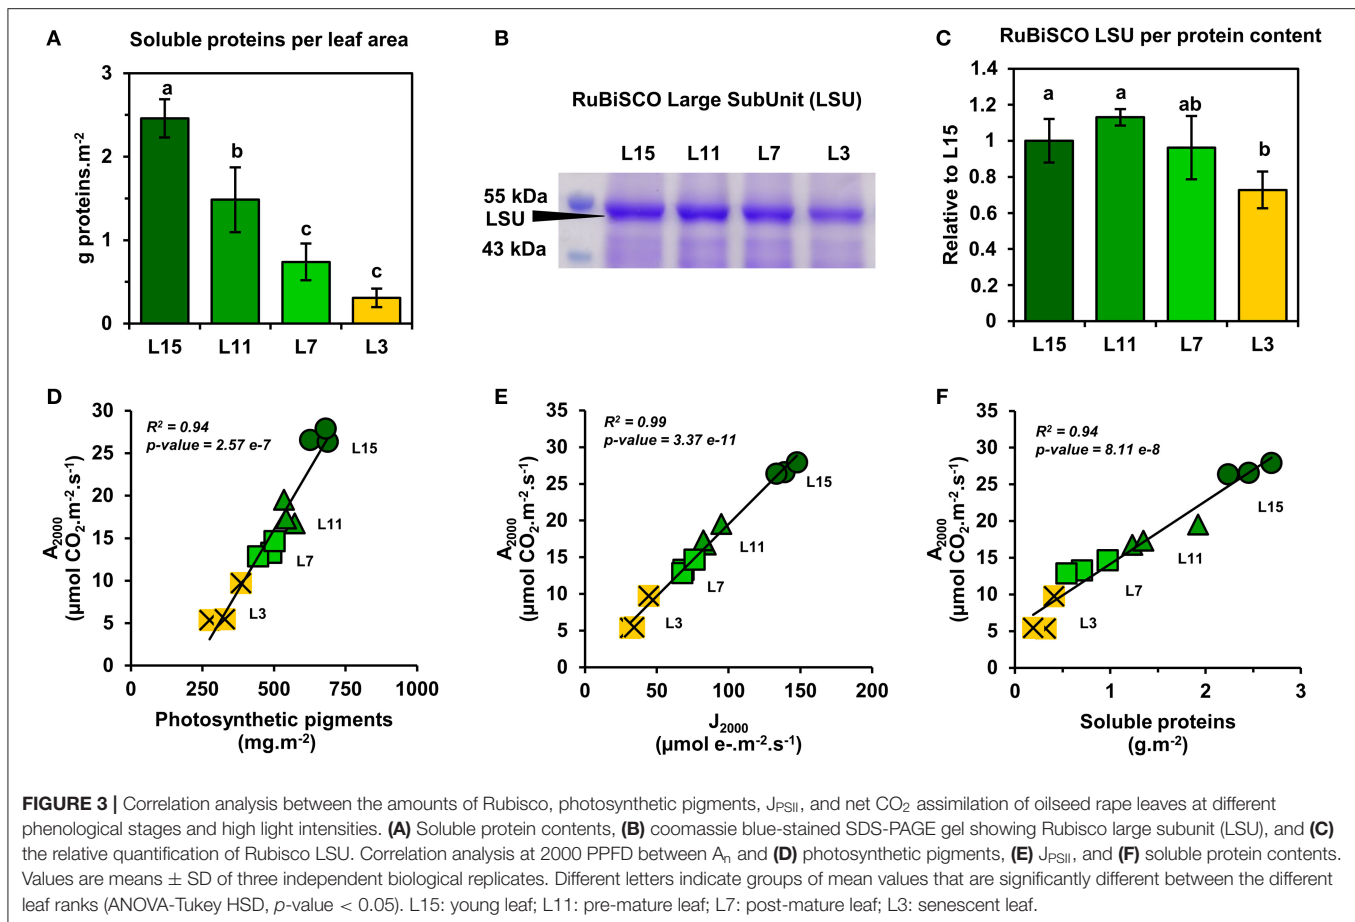 A Soluble proteins per leaf area
g proteins.m-2
3
2
1
0
a
b
c
c
L15 L11 L7 L3
B
RuBiSCO Large SubUnit (LSU)
L15 L11 L7 L3
55 kDa
LSU
43 kDa
C RuBiSCO LSU per protein content
Relative to L15
1.4
1.2
1
0.8
0.6
0.4
0.2
0
a a ab b
L15 L11 L7 L3
D
A2000
(µmol CO2.m-2.s-1)
30
25
20
15
10
5
0
R2 = 0.94
p-value = 2.57 e-7
L15
L11
L7
L3
0 250 500 750 1000
Photosynthetic pigments
(mg.m-2)
E
A2000
(µmol CO2.m-2.s-1)
35
30
25
20
15
10
5
0
R2 = 0.99
p-value = 3.37 e-11
L15
L11
L7
L3
0 50 100 150 200
J2000
(µmol e-.m-2.s-1)
F
A2000
(µmol CO2.m-2.s-1)
35
30
25
20
15
10
5
0
R2 = 0.94
p-value = 8.11 e-8
L15
L11
L7
L3
0 1 2 3
Soluble proteins
(g.m-2)
FIGURE 3 | Correlation analysis between the amounts of Rubisco, photosynthetic pigments, JPSII, and net CO2 assimilation of oilseed rape leaves at different
phenological stages and high light intensities. (A) Soluble protein contents, (B) coomassie blue-stained SDS-PAGE gel showing Rubisco large subunit (LSU), and (C)
the relative quantification of Rubisco LSU. Correlation analysis at 2000 PPFD between An and (D) photosynthetic pigments, (E) JPSII, and (F) soluble protein contents.
Values are means ± SD of three independent biological replicates. Different letters indicate groups of mean values that are significantly different between the different
leaf ranks (ANOVA-Tukey HSD, p-value < 0.05). L15: young leaf; L11: pre-mature leaf; L7: post-mature leaf; L3: senescent leaf.